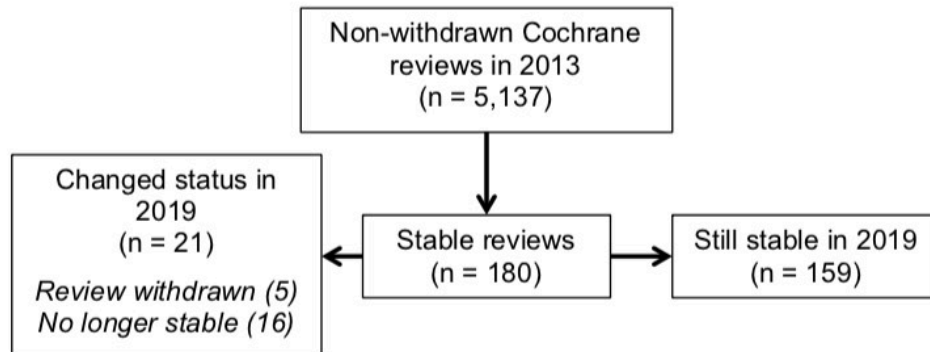 Non-withdrawn Cochrane
reviews in 2013
(n = 5,137)
Changed status in
2019
(n = 21)
Review withdrawn (5)
No longer stable (16)
Stable reviews
(n = 180)
Still stable in 2019
(n = 159)